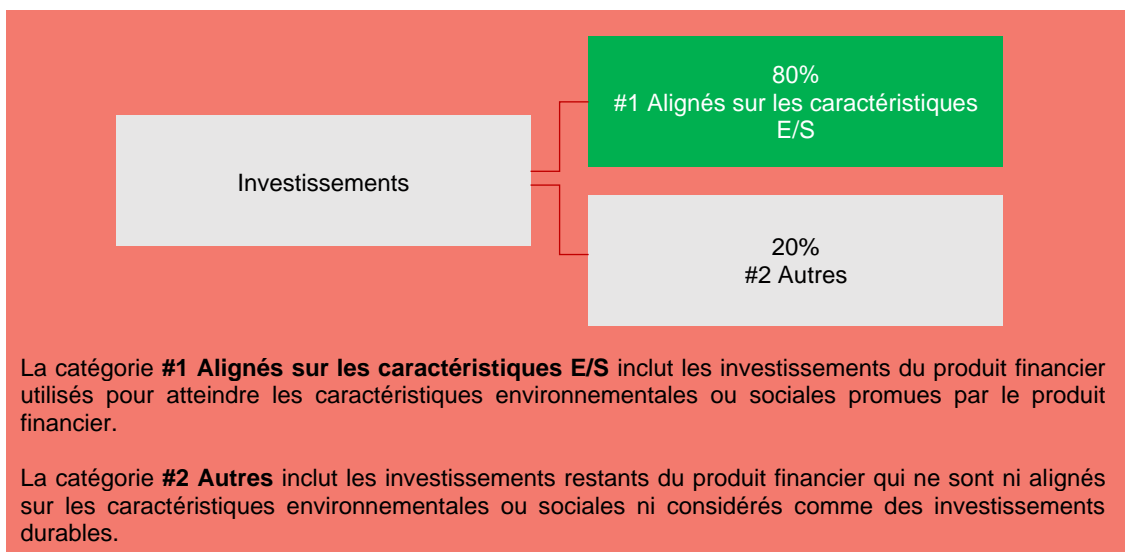 80%
#1 Alignés sur les caractéristiques
E/S
Investissements
20%
#2 Autres
La catégorie #1 Alignés sur les caractéristiques E/S inclut les investissements du produit financier
utilisés pour atteindre les caractéristiques environnementales ou sociales promues par le produit
financier.
La catégorie #2 Autres inclut les investissements restants du produit financier qui ne sont ni alignés
sur les caractéristiques environnementales ou sociales ni considérés comme des investissements
durables.